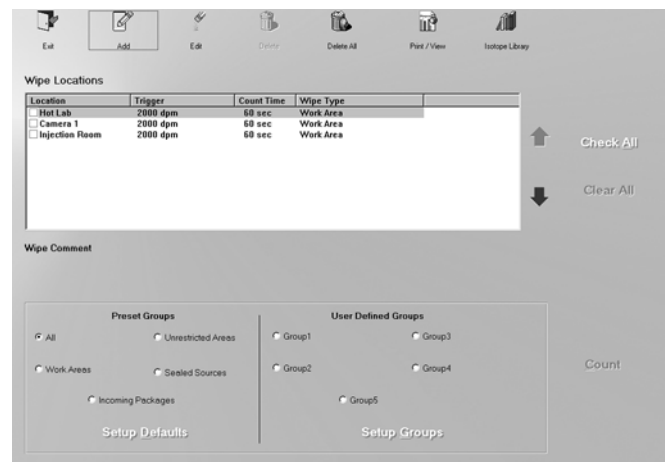 Exit Add Edit Delete Delete All Print / View Isotope Library
Wipe Locations
Location Trigger Count Time Wipe Type
Hot Lab 2000 dpm 60 sec Work Area
Camera 1 2000 dpm 60 sec Work Area
Injection Room 2000 dpm 60 sec Work Area
Check All
Clear All
Wipe Comment
Preset Groups User Defined Groups
All Unrestricted Areas Group1 Group3
Work Areas Sealed Sources Group2 Group4
Incoming Packages Group5
Count
Setup Defaults Setup Groups